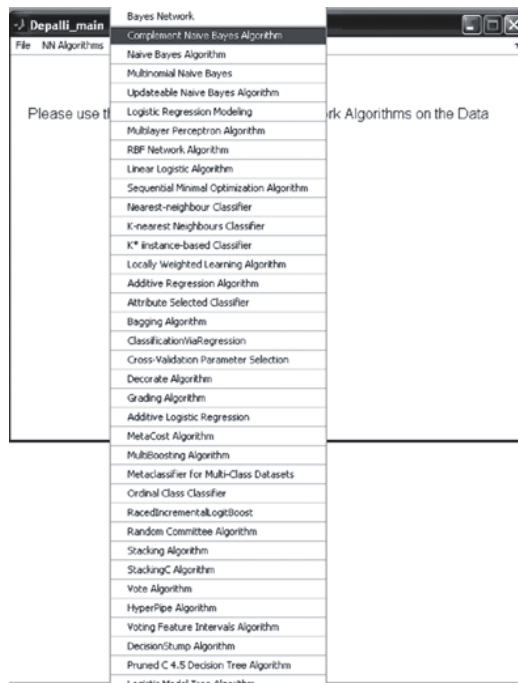 Depalli_main
File NN Algorithms
Please use th
rk Algorithms on the Data
Bayes Network
Complement Naive Bayes Algorithm
Naive Bayes Algorithm
Multinomial Naive Bayes
Updateable Naive Bayes Algorithm
Logistic Regression Modeling
Multilayer Perceptron Algorithm
RBF Network Algorithm
Linear Logistic Algorithm
Sequential Minimal Optimization Algorithm
Nearest-neighbour Classifier
K-nearest Neighbours Classifier
K* iinstance-based Classifier
Locally Weighted Learning Algorithm
Additive Regression Algorithm
Attribute Selected Classifier
Bagging Algorithm
ClassificationViaRegression
Cross-Validation Parameter Selection
Decorate Algorithm
Grading Algorithm
Additive Logistic Regression
MetaCost Algorithm
MultiBoosting Algorithm
Metaclassifier for Multi-Class Datasets
Ordinal Class Classifier
RacedIncrementalLogitBoost
Random Committee Algorithm
Stacking Algorithm
StackingC Algorithm
Vote Algorithm
HyperPipe Algorithm
Voting Feature Intervals Algorithm
DecisionStump Algorithm
Pruned C 4.5 Decision Tree Algorithm
Logistic Model Tree Algorithm